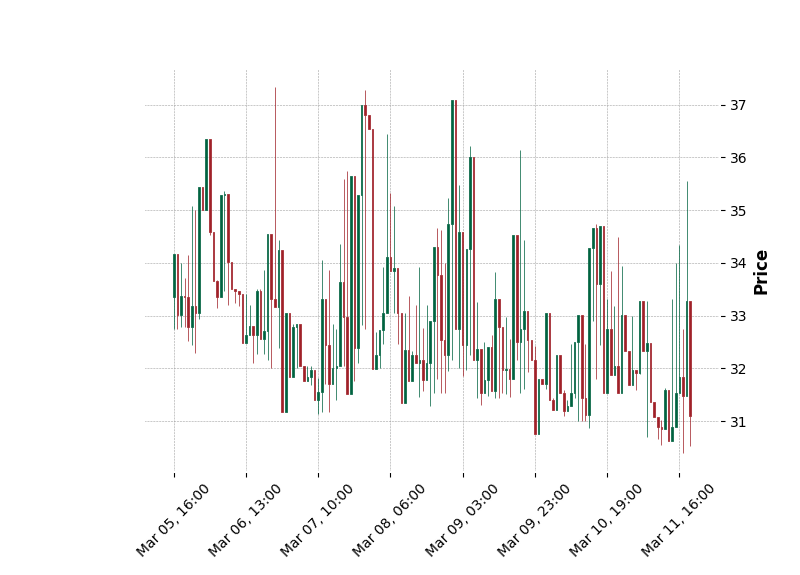 37
36
35
34
33
32
31
Price
Mar 05, 16:00
Mar 06, 13:00
Mar 07, 10:00
Mar 08, 06:00
Mar 09, 03:00
Mar 09, 23:00
Mar 10, 19:00
Mar 11, 16:00